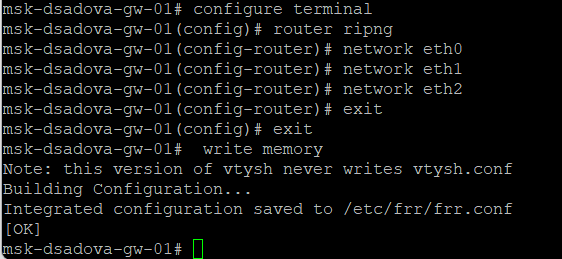 msk-dsadova-gw-01# configure terminal
msk-dsadova-gw-01(config)# router ripng
msk-dsadova-gw-01(config-router)# network eth0
msk-dsadova-gw-01(config-router)# network eth1
msk-dsadova-gw-01(config-router)# network eth2
msk-dsadova-gw-01(config-router)# exit
msk-dsadova-gw-01(config)# exit
msk-dsadova-gw-01#  write memory
Note: this version of vtysh never writes vtysh.conf
Building Configuration...
Integrated configuration saved to /etc/frr/frr.conf
[OK]
msk-dsadova-gw-01#